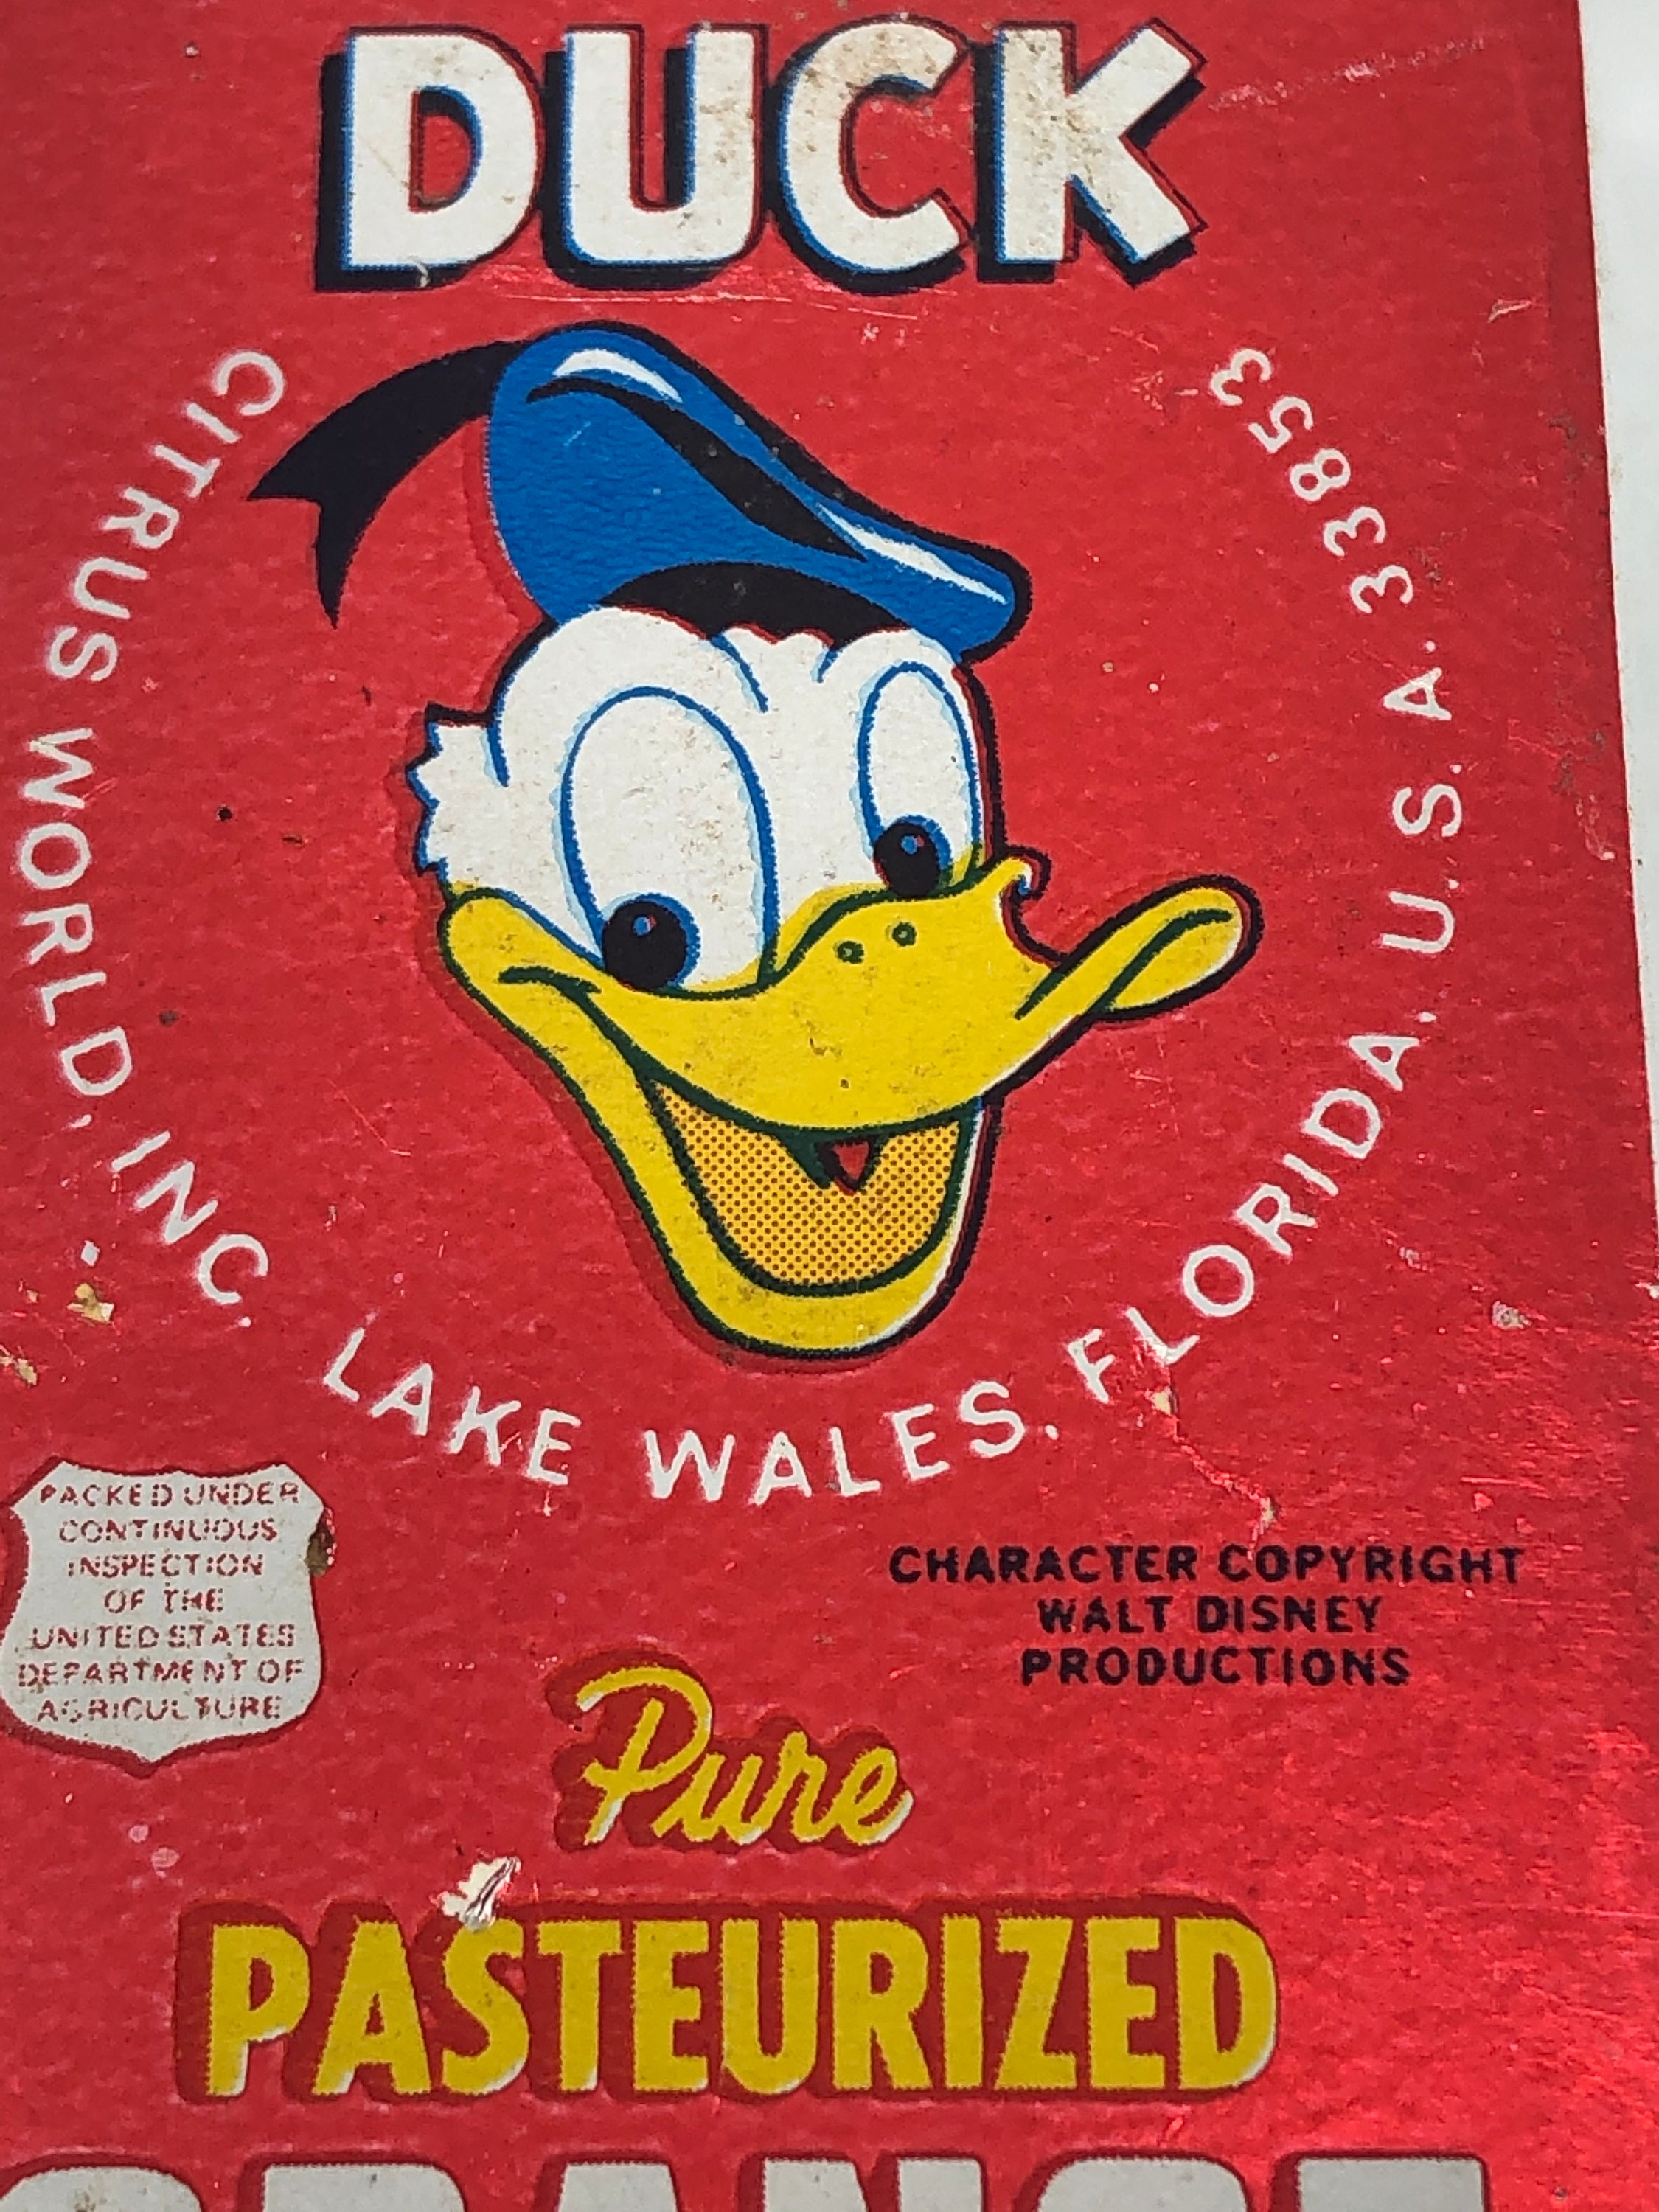 DUCK
CITRUS WORLD, INC. LAKE WALES, FLORIDA, U.S.A. 33853
PACKED UNDER
CONTINUOUS
INSPECTION
OF THE
UNITED STATES
DEPARTMENT OF
AGRICULTURE
CHARACTER COPYRIGHT
WALT DISNEY
PRODUCTIONS
Pure
PASTEURIZED
ORANGE